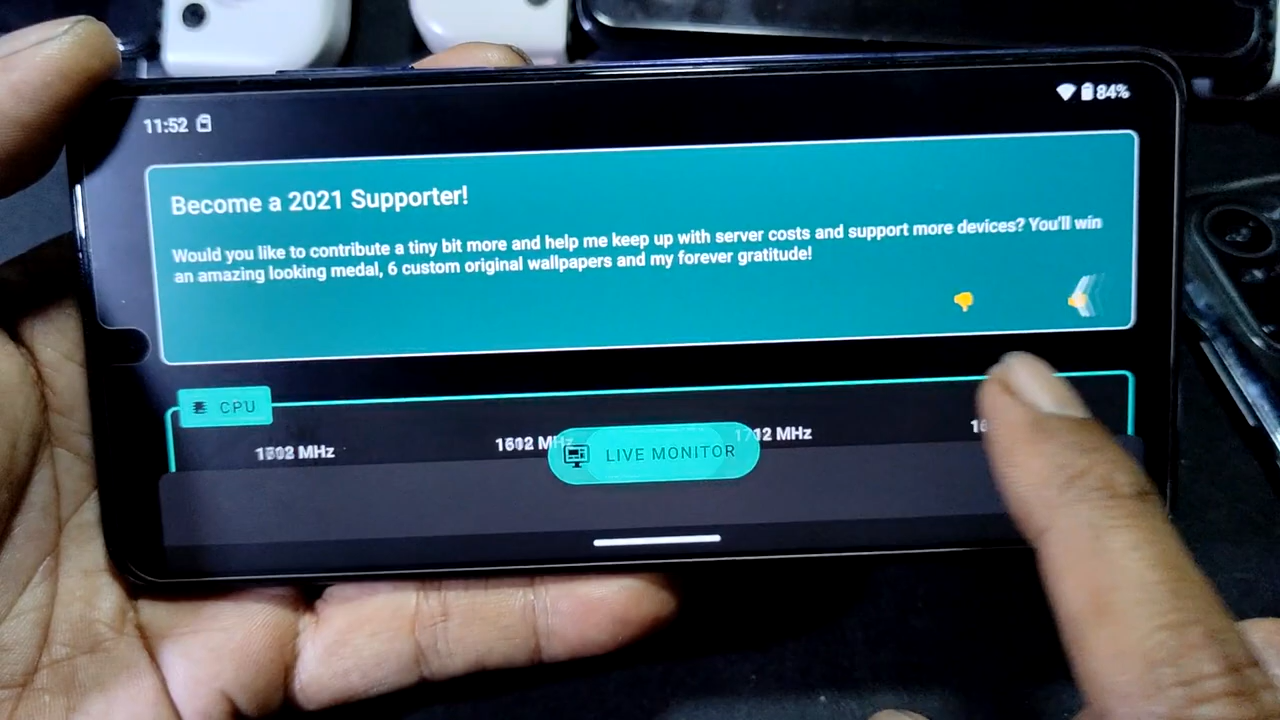 11:52
84%
Become a 2021 Supporter!
Would you like to contribute a tiny bit more and help me keep up with server costs and support more devices? You'll win
an amazing looking medal, 6 custom original wallpapers and my forever gratitude!
CPU
MHz
LIVE MONITOR
MHz